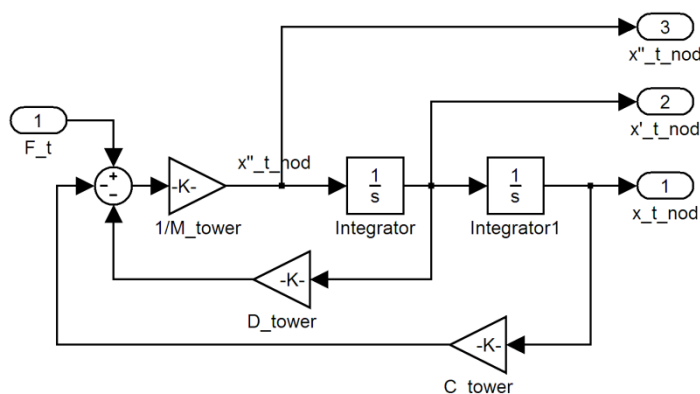 3
x''_t_nod
2
x'_t_nod
1
F_t
x''_t_nod
+
−
−
-K-
1/M_tower
1
s
Integrator
1
s
Integrator1
1
x_t_nod
-K-
D_tower
-K-
C_tower